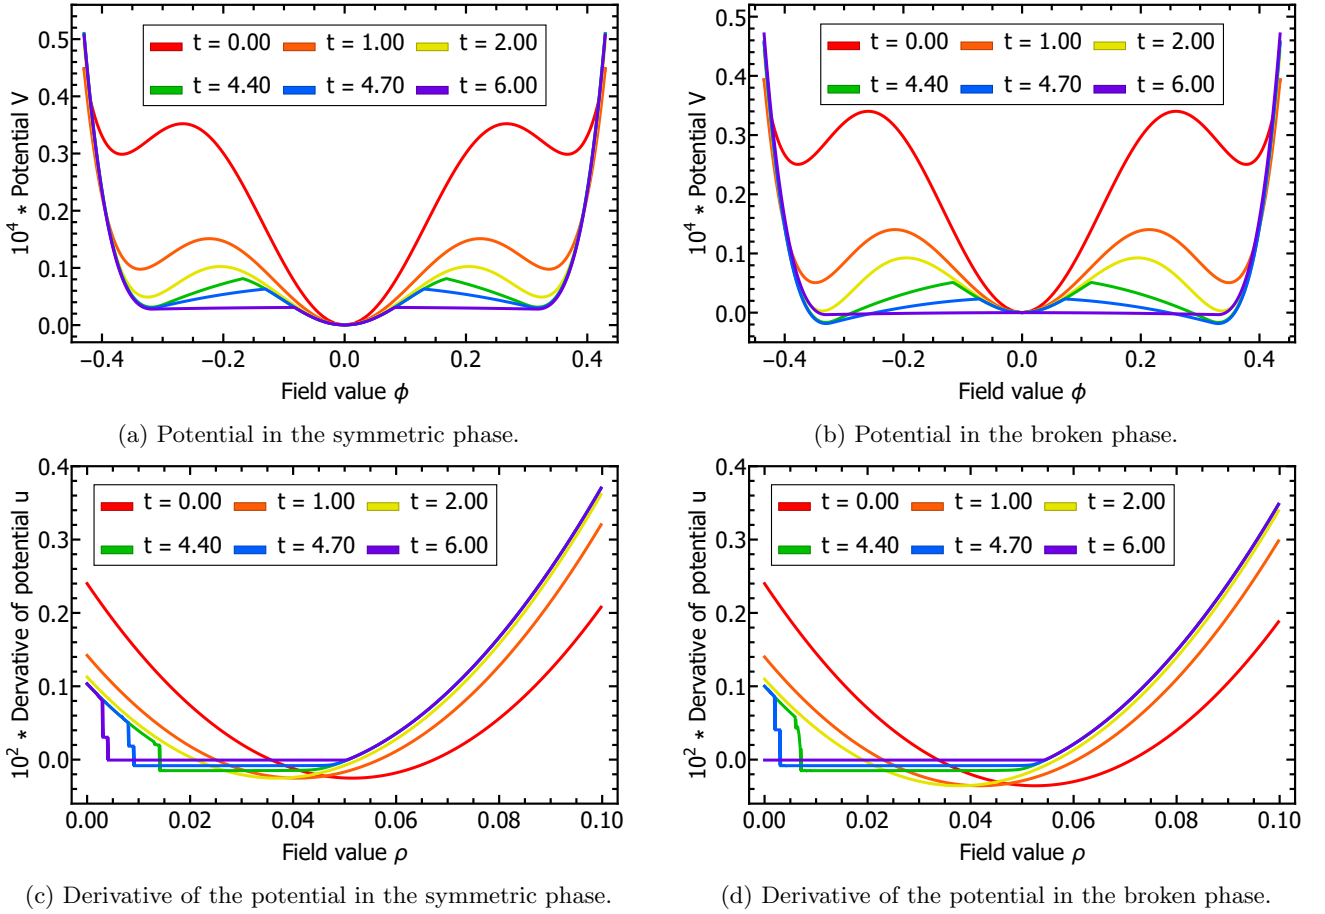 10⁴ * Potential V
0.5
0.4
0.3
0.2
0.1
0.0
t = 0.00 t = 1.00 t = 2.00
t = 4.40 t = 4.70 t = 6.00
−0.4 −0.2 0.0 0.2 0.4
Field value ϕ
(a) Potential in the symmetric phase.
10⁴ * Potential V
0.5
0.4
0.3
0.2
0.1
0.0
t = 0.00 t = 1.00 t = 2.00
t = 4.40 t = 4.70 t = 6.00
−0.4 −0.2 0.0 0.2 0.4
Field value ϕ
(b) Potential in the broken phase.
10² * Dervative of potential u
0.4
0.3
0.2
0.1
0.0
t = 0.00 t = 1.00 t = 2.00
t = 4.40 t = 4.70 t = 6.00
0.00 0.02 0.04 0.06 0.08 0.10
Field value ρ
(c) Derivative of the potential in the symmetric phase.
10² * Dervative of potential u
0.4
0.3
0.2
0.1
0.0
t = 0.00 t = 1.00 t = 2.00
t = 4.40 t = 4.70 t = 6.00
0.00 0.02 0.04 0.06 0.08 0.10
Field value ρ
(d) Derivative of the potential in the broken phase.